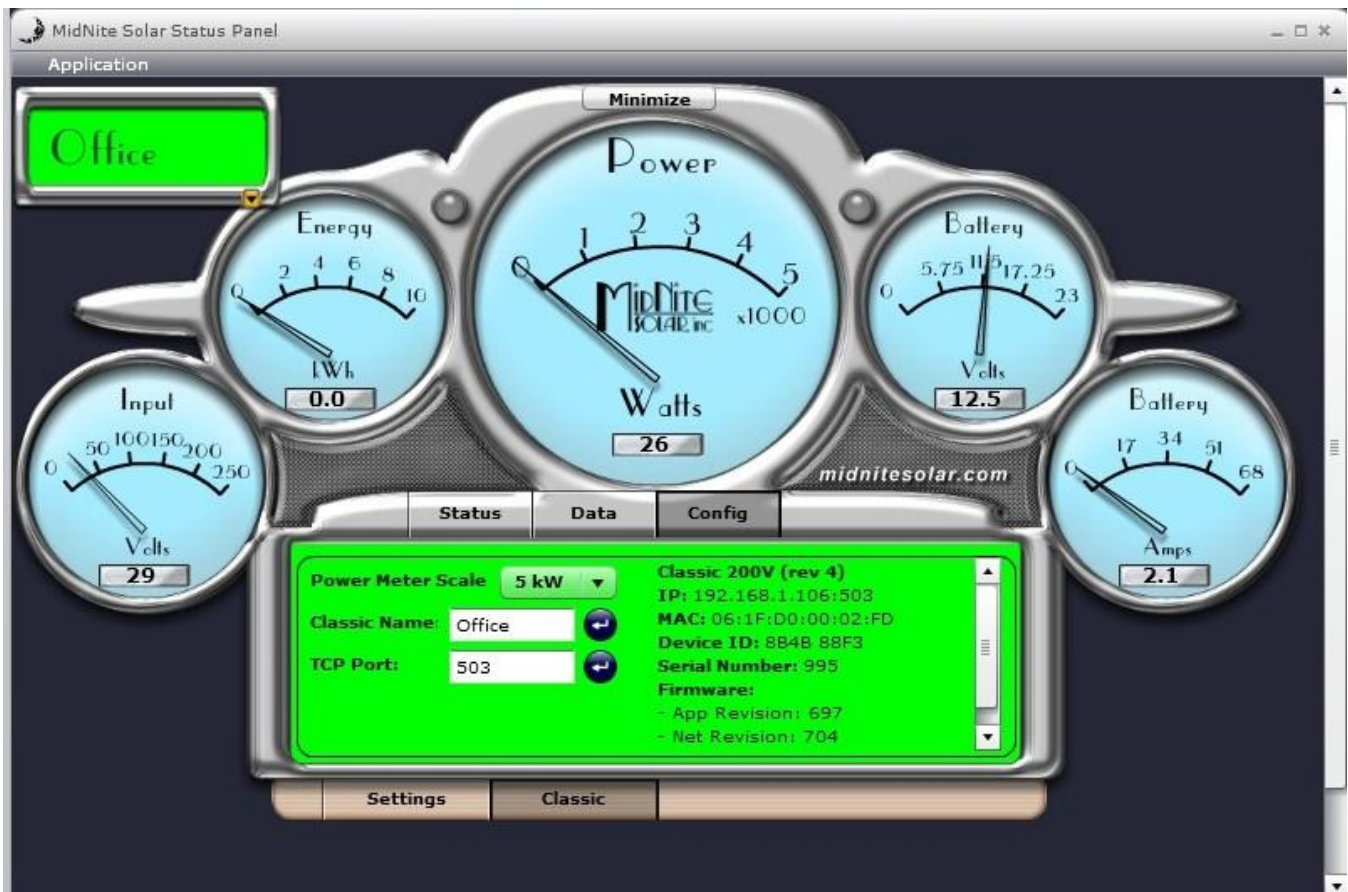 MidNite Solar Status Panel
Application
Office
Minimize
Power
0 1 2 3 4 5
x1000
MidNite
SOLAR inc
Watts
26
Energy
0 2 4 6 8 10
kWh
0.0
Battery
0 5.75 11.5 17.25 23
Volts
12.5
Input
0 50 100 150 200 250
Volts
29
Battery
0 17 34 51 68
Amps
2.1
midnitesolar.com
Status Data Config
Power Meter Scale 5 kW
Classic Name: Office
TCP Port: 503
Classic 200V (rev 4)
IP: 192.168.1.106:503
MAC: 06:1F:D0:00:02:FD
Device ID: 8B4B 88F3
Serial Number: 995
Firmware:
- App Revision: 697
- Net Revision: 704
Settings Classic